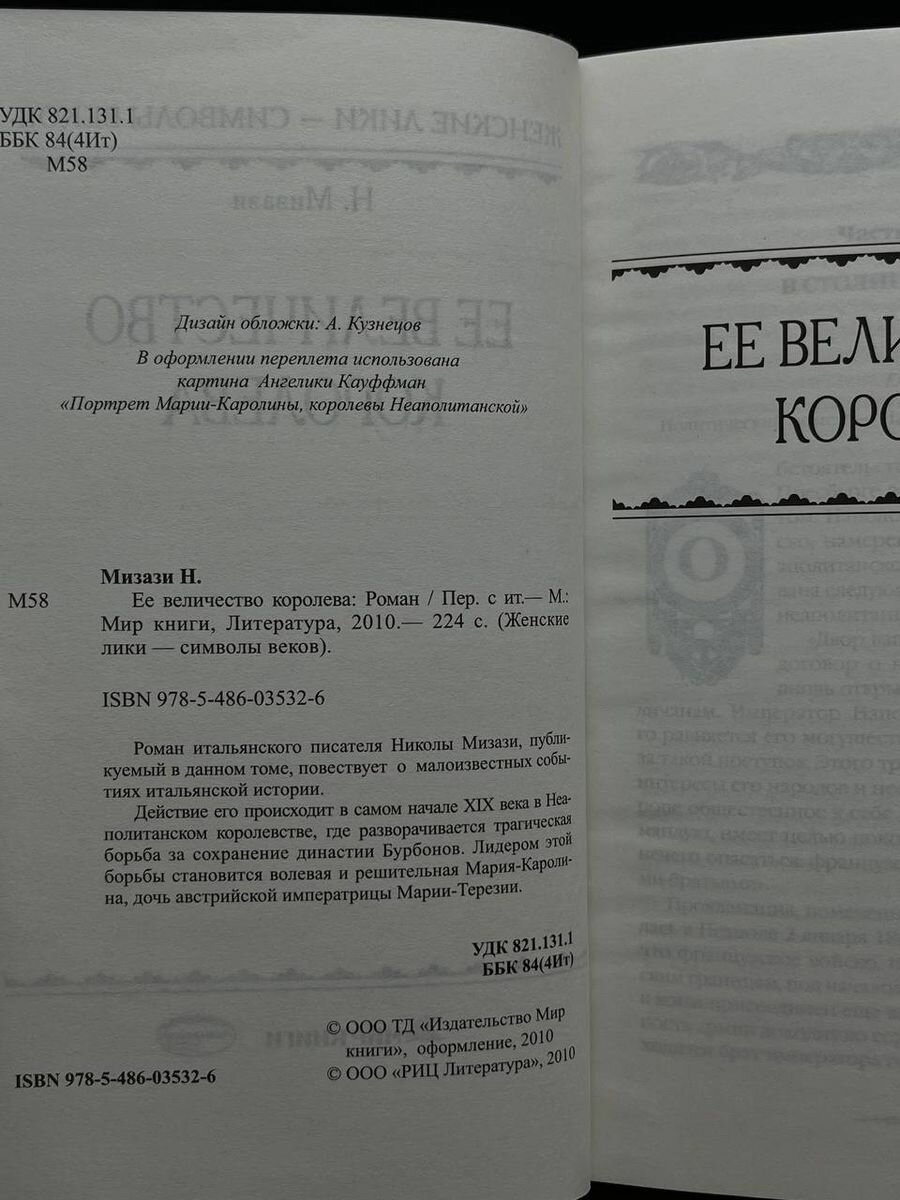 УДК 821.131.1
ББК 84(4Ит)
М58
Дизайн обложки: А. Кузнецов
В оформлении переплета использована
картина Ангелики Кауффман
«Портрет Марии-Каролины, королевы Неаполитанской»
Мизази Н.
М58 Ее величество королева: Роман / Пер. с ит.— М.:
Мир книги, Литература, 2010.— 224 с. (Женские
лики — символы веков).
ISBN 978-5-486-03532-6
Роман итальянского писателя Николы Мизази, публи-
куемый в данном томе, повествует о малоизвестных собы-
тиях итальянской истории.
Действие его происходит в самом начале XIX века в Неа-
политанском королевстве, где разворачивается трагическая
борьба за сохранение династии Бурбонов. Лидером этой
борьбы становится волевая и решительная Мария-Кароли-
на, дочь австрийской императрицы Марии-Терезии.
УДК 821.131.1
ББК 84(4Ит)
© ООО ТД «Издательство Мир
книги», оформление, 2010
ISBN 978-5-486-03532-6 © ООО «РИЦ Литература», 2010
ЕЕ ВЕЛИ
КОРО